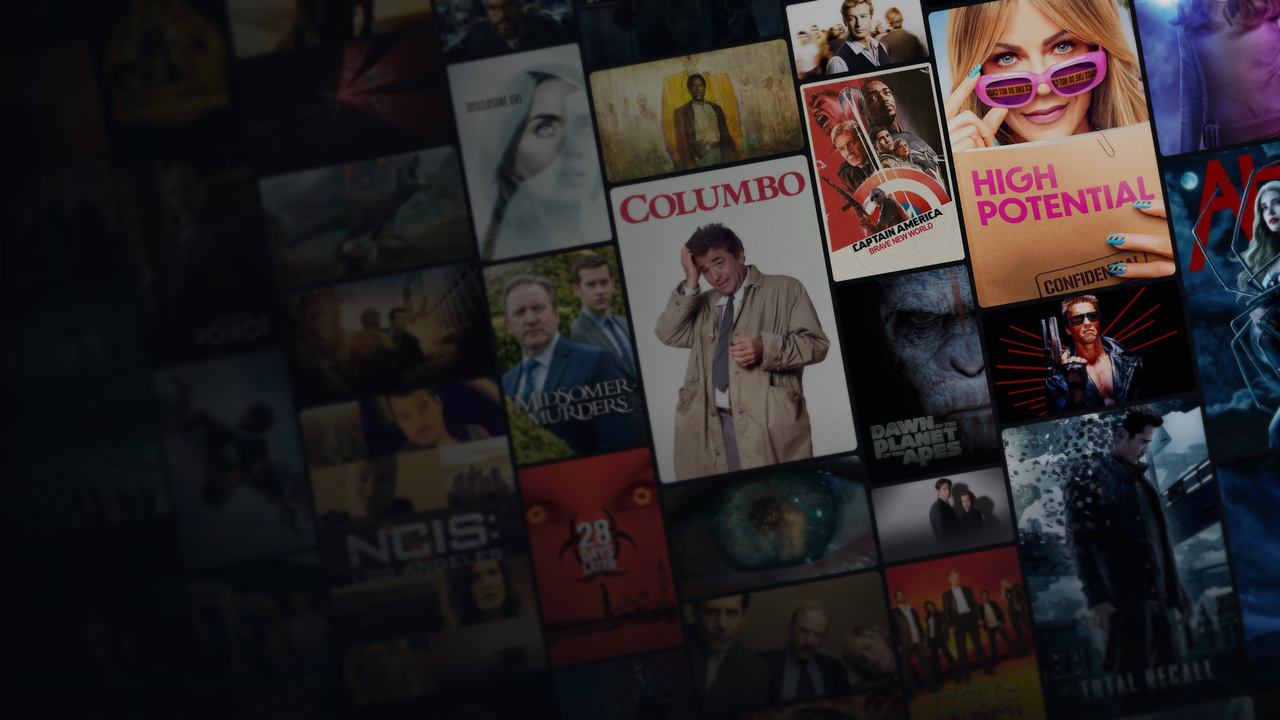 DISCLOSURE DAY
COLUMBO
CAPTAIN AMERICA
BRAVE NEW WORLD
HIGH
POTENTIAL
CONFIDENTIAL
POIROT
MIDSOMER
MURDERS
DAWN OF THE
PLANET
OF THE APES
NCIS:
LOS ANGELES
28
DAYS
LATER
TOTAL RECALL